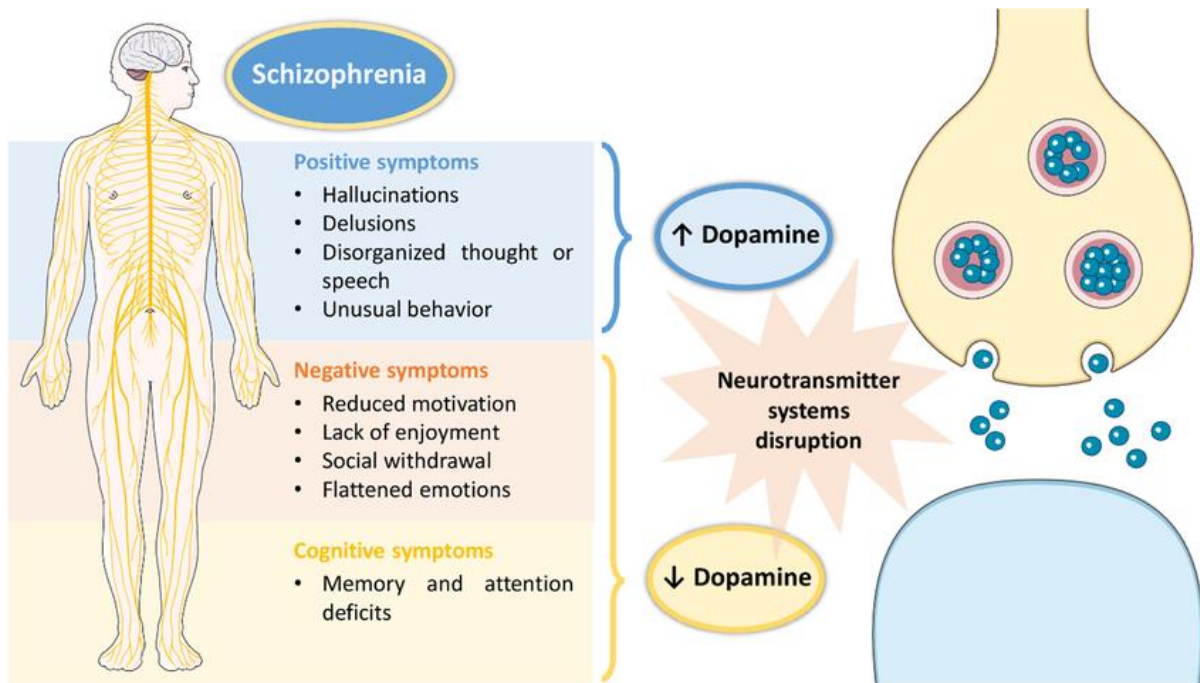 Schizophrenia
Positive symptoms
• Hallucinations
• Delusions
• Disorganized thought or
speech
• Unusual behavior
↑ Dopamine
Negative symptoms
• Reduced motivation
• Lack of enjoyment
• Social withdrawal
• Flattened emotions
Neurotransmitter
systems
disruption
Cognitive symptoms
• Memory and attention
deficits
↓ Dopamine